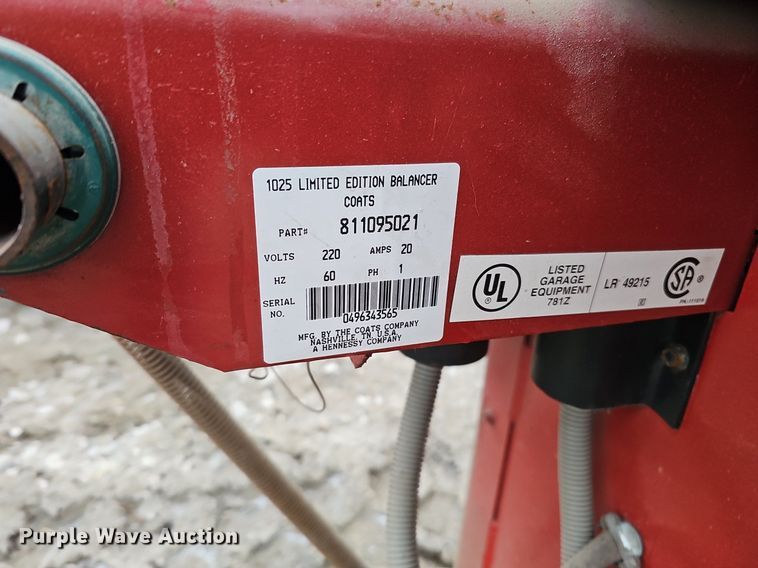 1025 LIMITED EDITION BALANCER
COATS
PART# 811095021
VOLTS 220 AMPS 20
HZ 60 PH 1
SERIAL NO. 0496343565
MFG. BY THE COATS COMPANY
NASHVILLE, TN. U.S.A.
A HENNESSY COMPANY
UL ®
LISTED
GARAGE
EQUIPMENT
781Z
LR 49215
SA ®
Purple Wave Auction